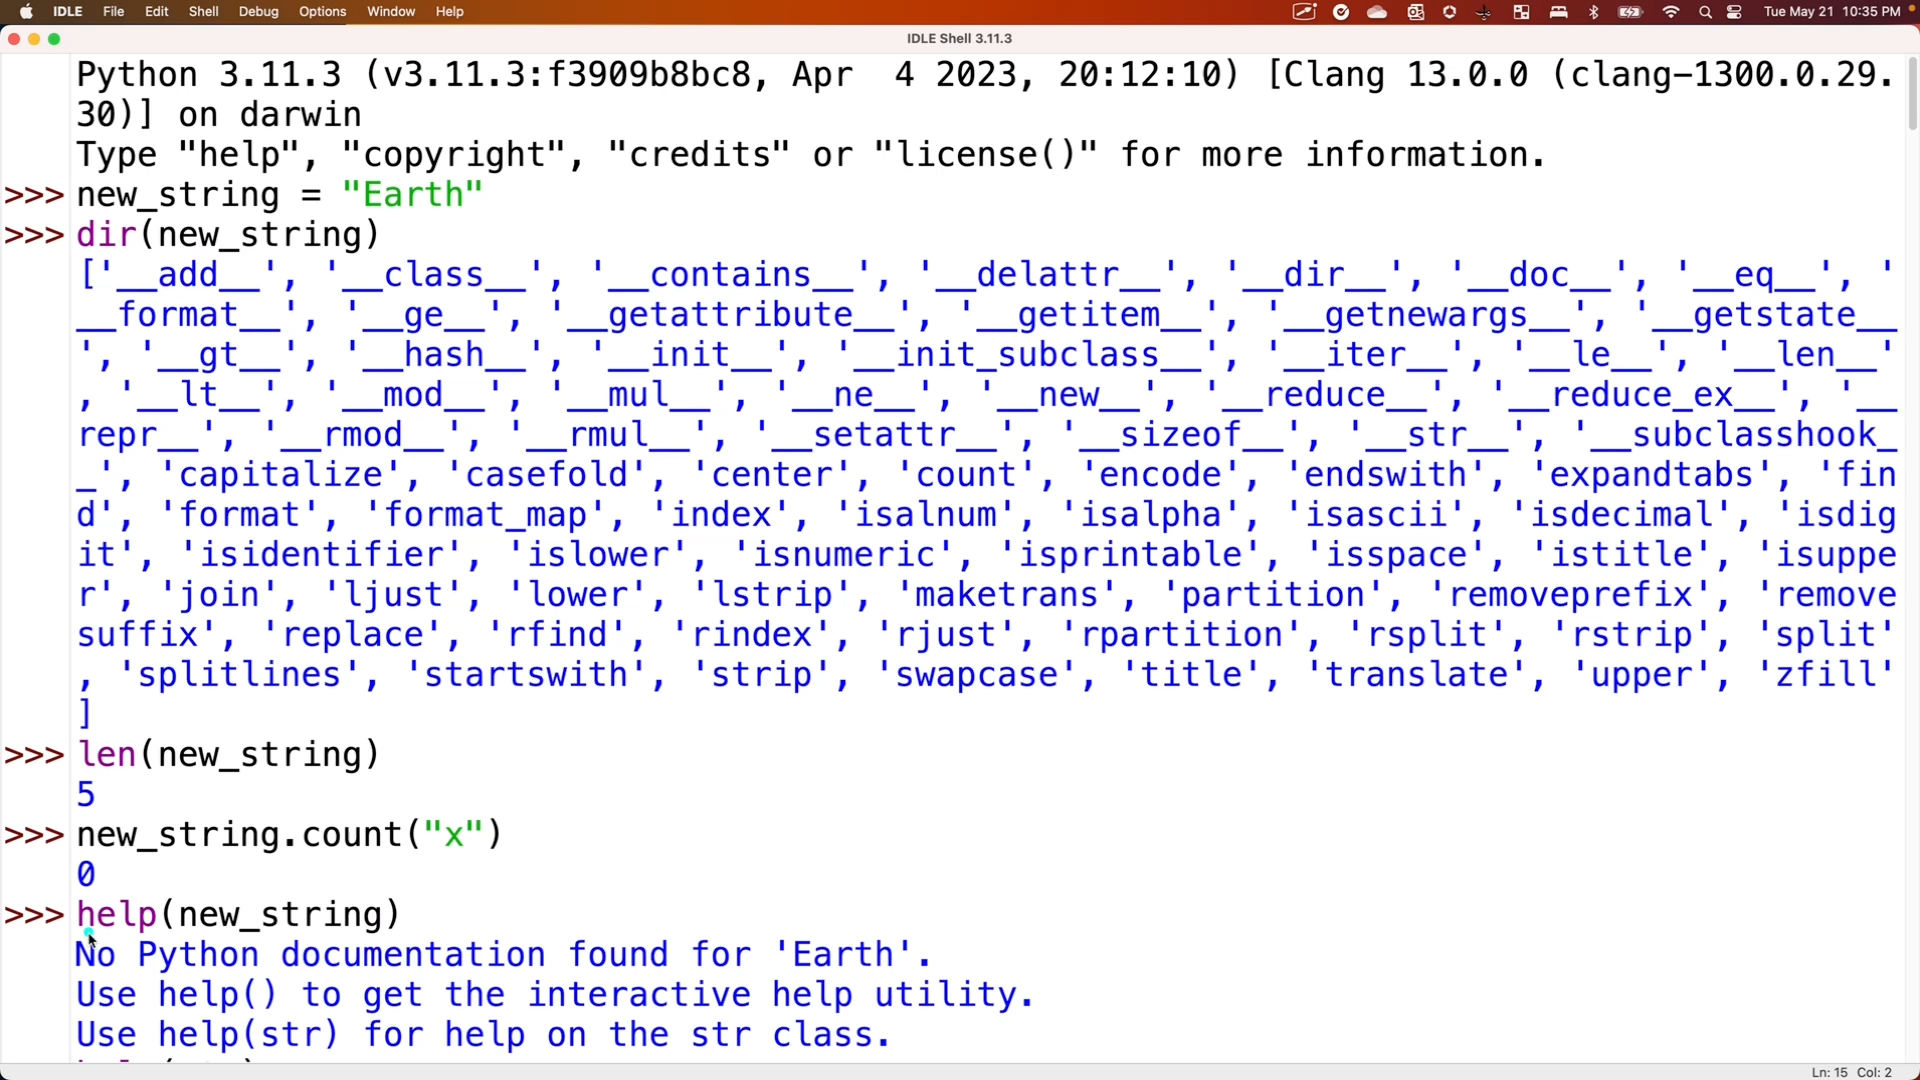 IDLE File Edit Shell Debug Options Window Help Tue May 21 10:35 PM
IDLE Shell 3.11.3
Python 3.11.3 (v3.11.3:f3909b8bc8, Apr  4 2023, 20:12:10) [Clang 13.0.0 (clang-1300.0.29.
30)] on darwin
Type "help", "copyright", "credits" or "license()" for more information.
>>> new_string = "Earth"
>>> dir(new_string)
['__add__', '__class__', '__contains__', '__delattr__', '__dir__', '__doc__', '__eq__', '
__format__', '__ge__', '__getattribute__', '__getitem__', '__getnewargs__', '__getstate__
', '__gt__', '__hash__', '__init__', '__init_subclass__', '__iter__', '__le__', '__len__'
, '__lt__', '__mod__', '__mul__', '__ne__', '__new__', '__reduce__', '__reduce_ex__', '__
repr__', '__rmod__', '__rmul__', '__setattr__', '__sizeof__', '__str__', '__subclasshook_
_', 'capitalize', 'casefold', 'center', 'count', 'encode', 'endswith', 'expandtabs', 'fin
d', 'format', 'format_map', 'index', 'isalnum', 'isalpha', 'isascii', 'isdecimal', 'isdig
it', 'isidentifier', 'islower', 'isnumeric', 'isprintable', 'isspace', 'istitle', 'isuppe
r', 'join', 'ljust', 'lower', 'lstrip', 'maketrans', 'partition', 'removeprefix', 'remove
suffix', 'replace', 'rfind', 'rindex', 'rjust', 'rpartition', 'rsplit', 'rstrip', 'split'
, 'splitlines', 'startswith', 'strip', 'swapcase', 'title', 'translate', 'upper', 'zfill'
]
>>> len(new_string)
5
>>> new_string.count("x")
0
>>> help(new_string)
No Python documentation found for 'Earth'.
Use help() to get the interactive help utility.
Use help(str) for help on the str class.
Ln: 15 Col: 2